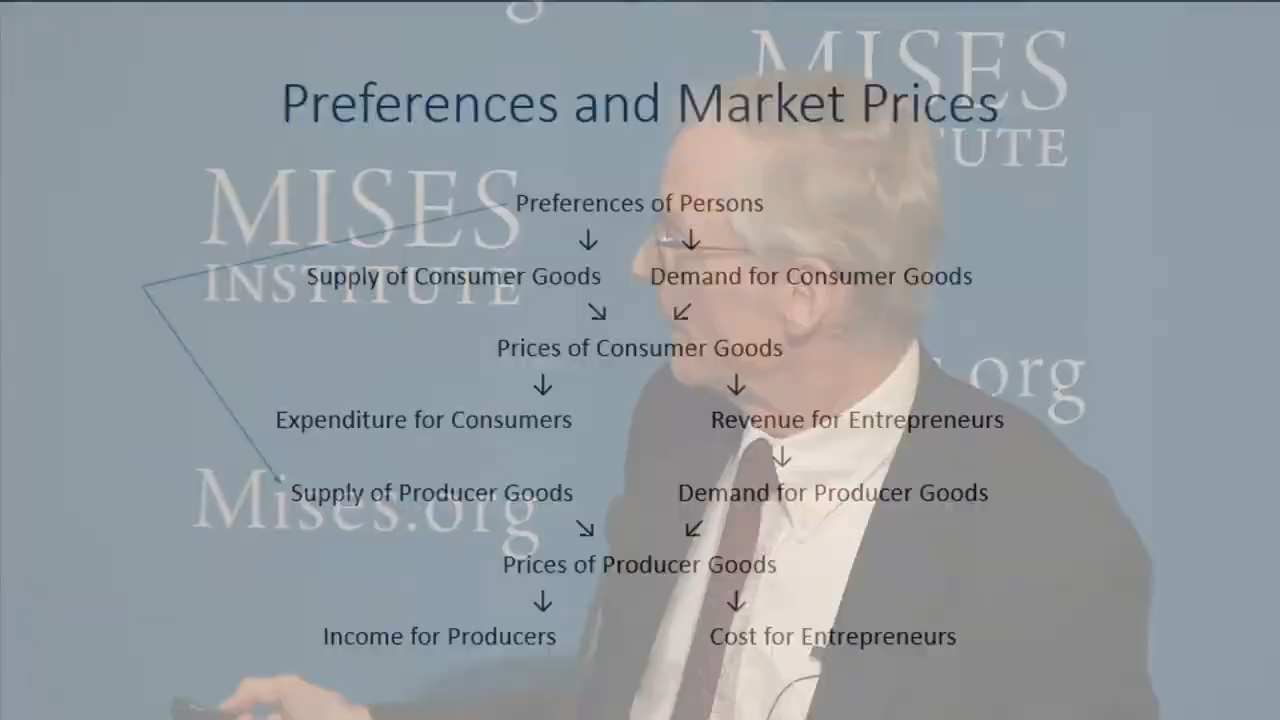 Preferences and Market Prices
MISES
TUTE
MISES
INSTITUTE
Preferences of Persons
↓ ↓
Supply of Consumer Goods Demand for Consumer Goods
↘ ↙
Prices of Consumer Goods
↓ ↓
.org
Expenditure for Consumers Revenue for Entrepreneurs
↓
Mises.org
Supply of Producer Goods Demand for Producer Goods
↘ ↙
Prices of Producer Goods
↓ ↓
Income for Producers Cost for Entrepreneurs